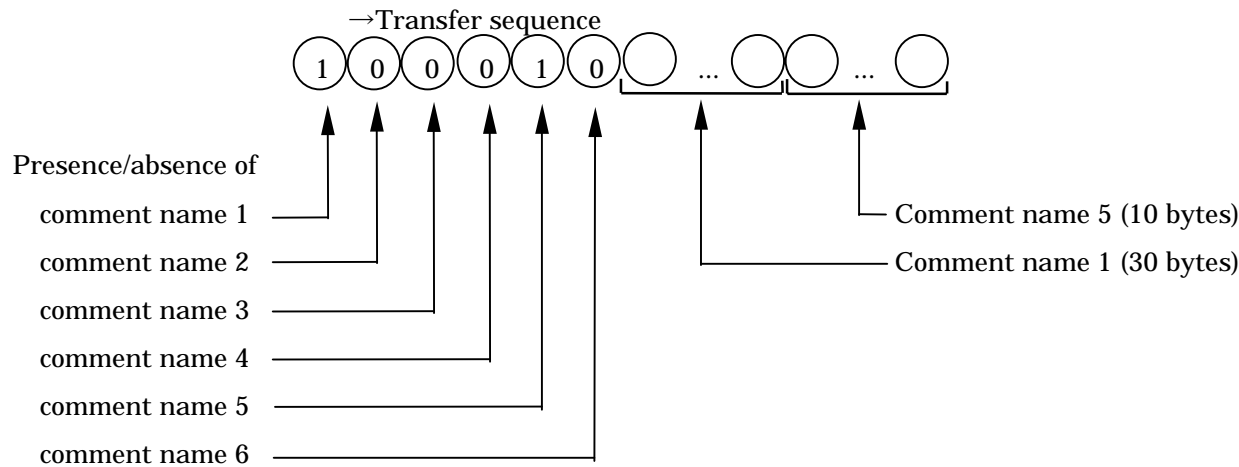 →Transfer sequence
1 0 0 0 1 0 ... ...
Presence/absence of
comment name 1
Comment name 5 (10 bytes)
comment name 2
Comment name 1 (30 bytes)
comment name 3
comment name 4
comment name 5
comment name 6